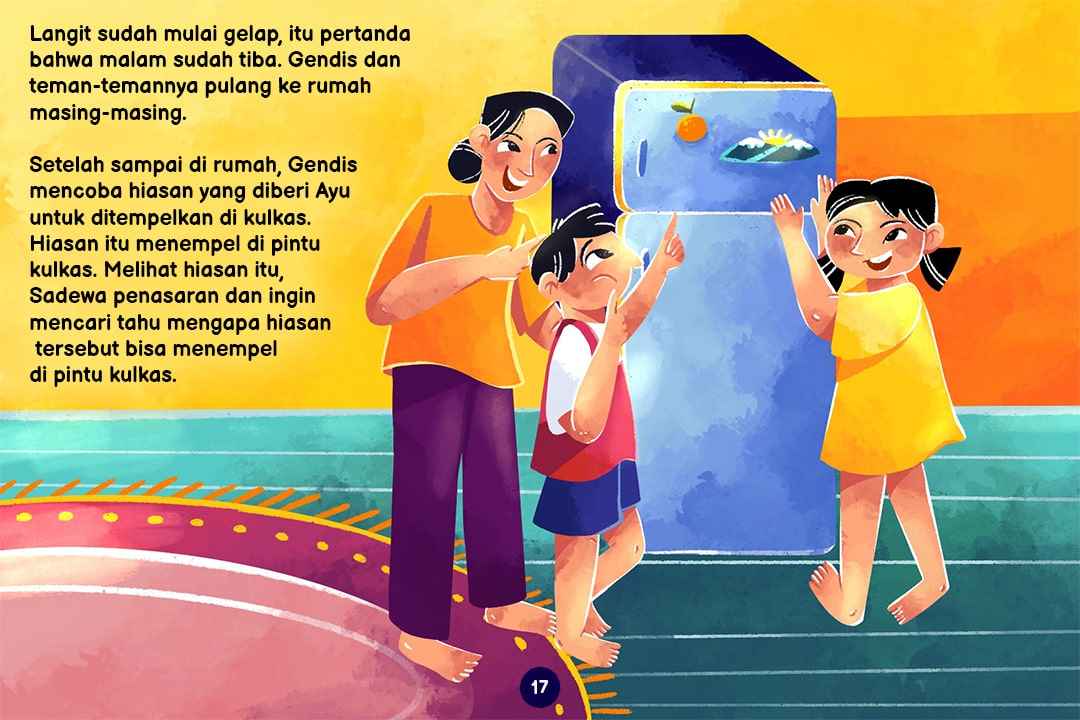 Langit sudah mulai gelap, itu pertanda
bahwa malam sudah tiba. Gendis dan
teman-temannya pulang ke rumah
masing-masing.
Setelah sampai di rumah, Gendis
mencoba hiasan yang diberi Ayu
untuk ditempelkan di kulkas.
Hiasan itu menempel di pintu
kulkas. Melihat hiasan itu,
Sadewa penasaran dan ingin
mencari tahu mengapa hiasan
tersebut bisa menempel
di pintu kulkas.
17